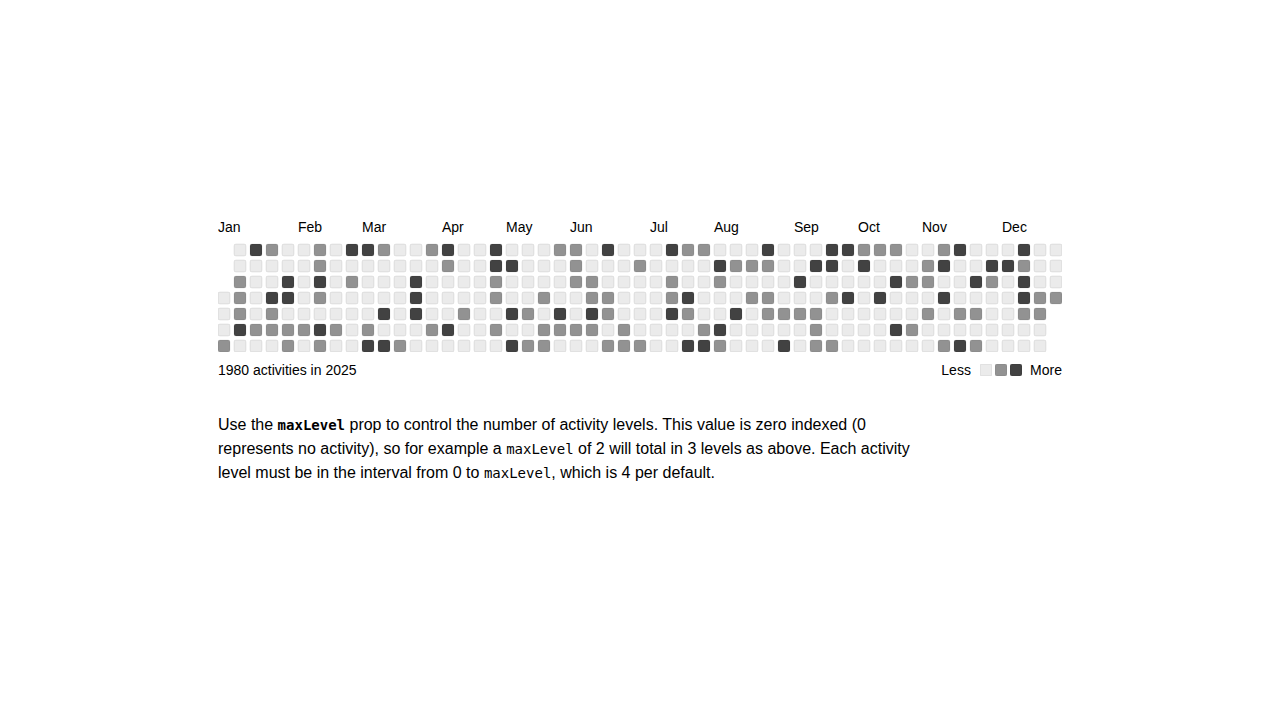 Jan Feb Mar Apr May Jun Jul Aug Sep Oct Nov Dec
1980 activities in 2025 Less More
Use the maxLevel prop to control the number of activity levels. This value is zero indexed (0
represents no activity), so for example a maxLevel of 2 will total in 3 levels as above. Each activity
level must be in the interval from 0 to maxLevel, which is 4 per default.